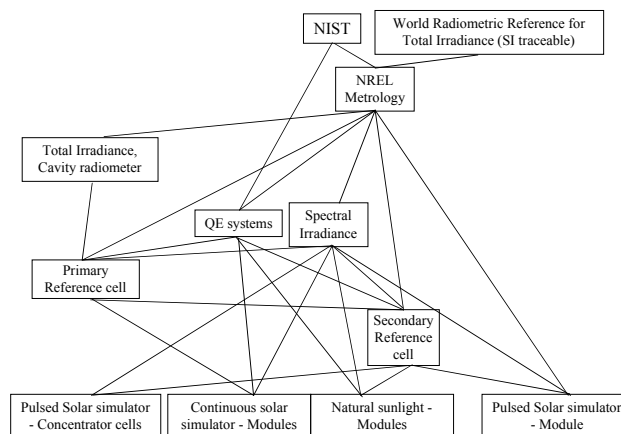 NIST
World Radiometric Reference for
Total Irradiance (SI traceable)
NREL
Metrology
Total Irradiance,
Cavity radiometer
QE systems
Spectral
Irradiance
Primary
Reference cell
Secondary
Reference
cell
Pulsed Solar simulator
- Concentrator cells
Continuous solar
simulator - Modules
Natural sunlight -
Modules
Pulsed Solar simulator
- Module